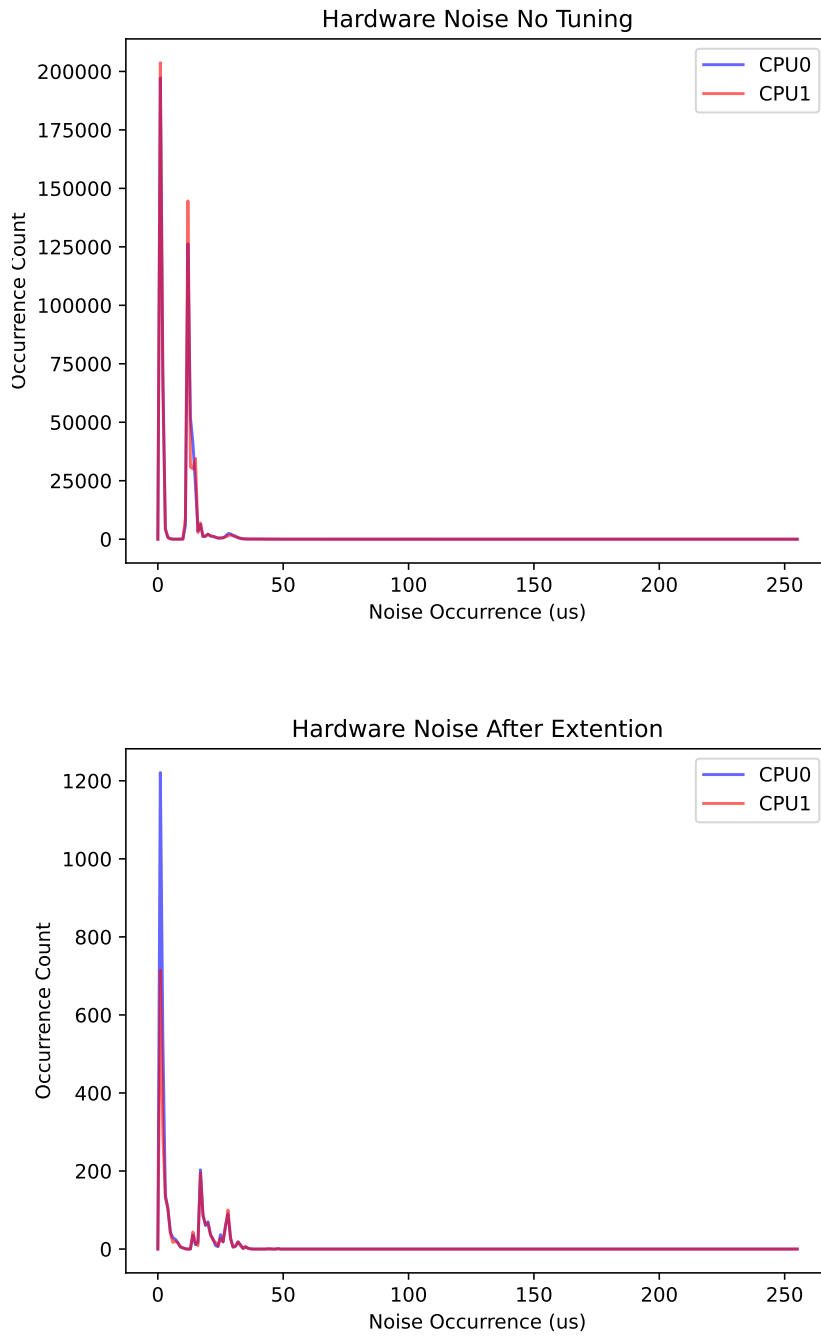 Hardware Noise No Tuning
CPU0
CPU1
200000
175000
150000
125000
100000
75000
50000
25000
0
Occurrence Count
0 50 100 150 200 250
Noise Occurrence (us)
Hardware Noise After Extention
CPU0
CPU1
1200
1000
800
600
400
200
0
Occurrence Count
0 50 100 150 200 250
Noise Occurrence (us)